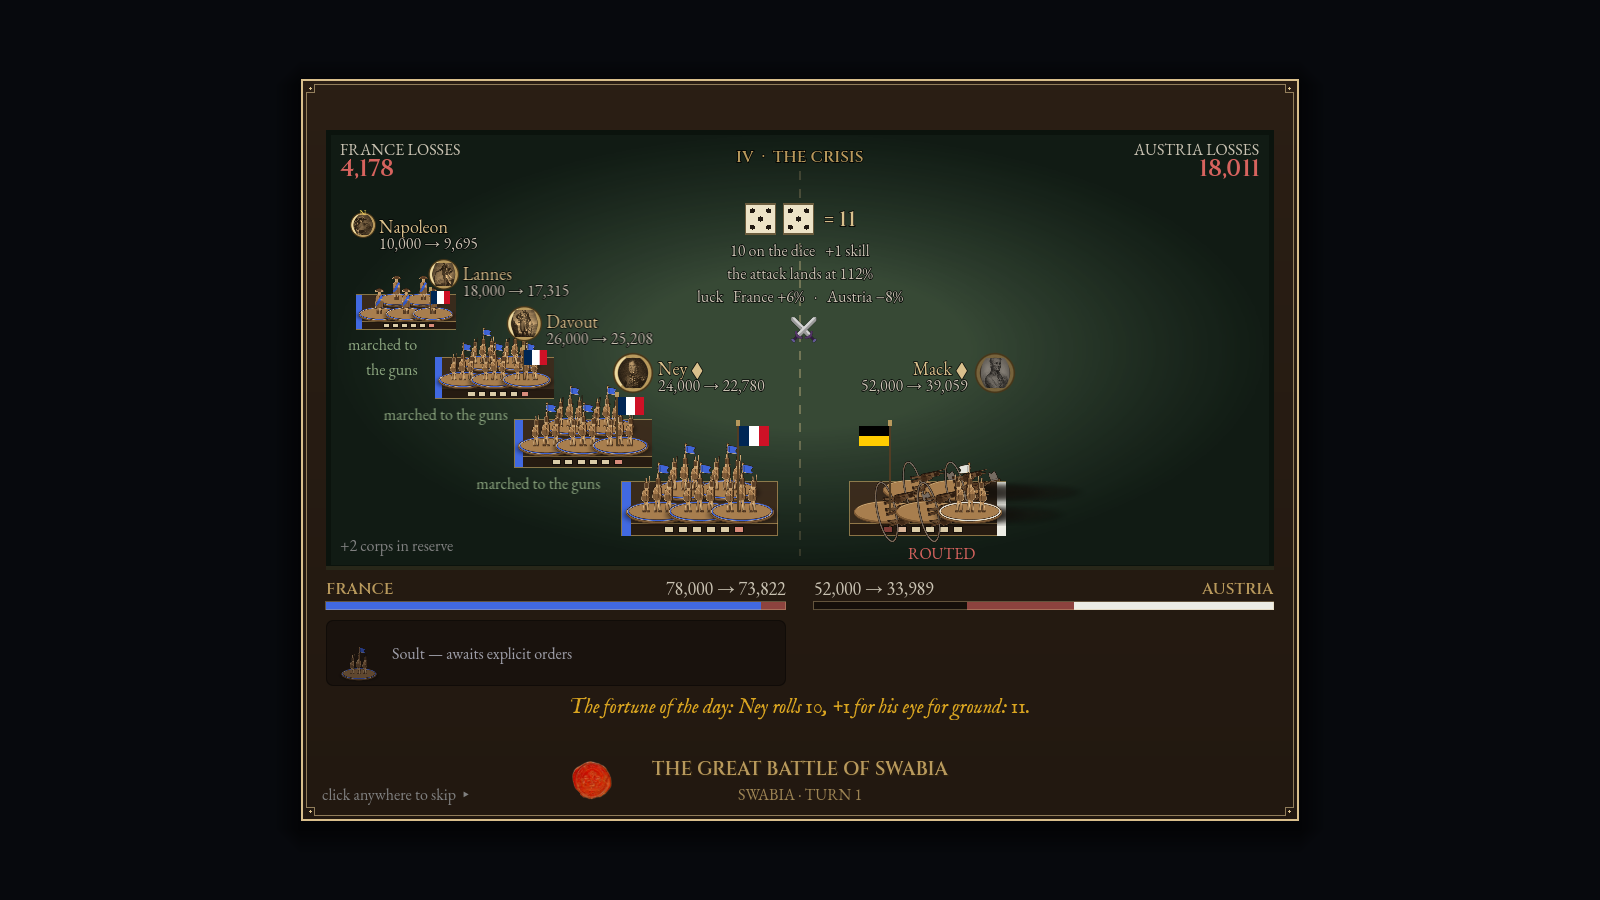 FRANCE LOSSES
4,178
IV · THE CRISIS
AUSTRIA LOSSES
18,011
= 11
10 on the dice +1 skill
the attack lands at 112%
luck France +6% · Austria −8%
Napoleon
10,000 → 9,695
Lannes
18,000 → 17,315
Davout
26,000 → 25,208
Ney
24,000 → 22,780
Mack
52,000 → 39,059
marched to
the guns
marched to the guns
marched to the guns
+2 corps in reserve
ROUTED
FRANCE
78,000 → 73,822
52,000 → 33,989
AUSTRIA
Soult — awaits explicit orders
The fortune of the day: Ney rolls 10, +1 for his eye for ground: 11.
THE GREAT BATTLE OF SWABIA
SWABIA · TURN 1
click anywhere to skip ▸